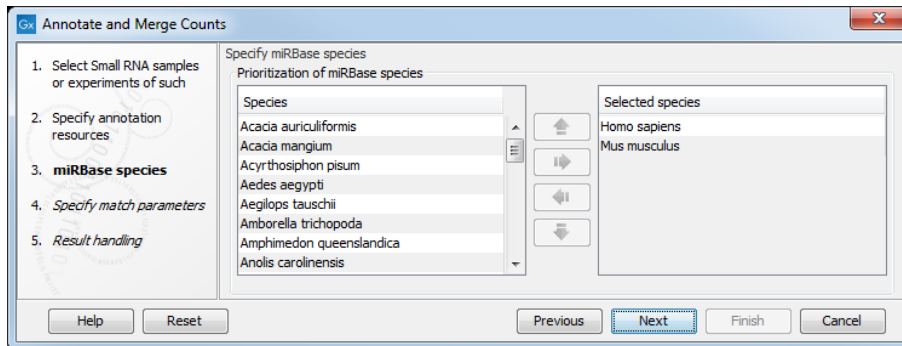 Gx Annotate and Merge Counts
1. Select Small RNA samples
or experiments of such
2. Specify annotation
resources
3. miRBase species
4. Specify match parameters
5. Result handling
Specify miRBase species
Prioritization of miRBase species
Species
Acacia auriculiformis
Acacia mangium
Acyrthosiphon pisum
Aedes aegypti
Aegilops tauschii
Amborella trichopoda
Amphimedon queenslandica
Anolis carolinensis
Selected species
Homo sapiens
Mus musculus
Help Reset Previous Next Finish Cancel